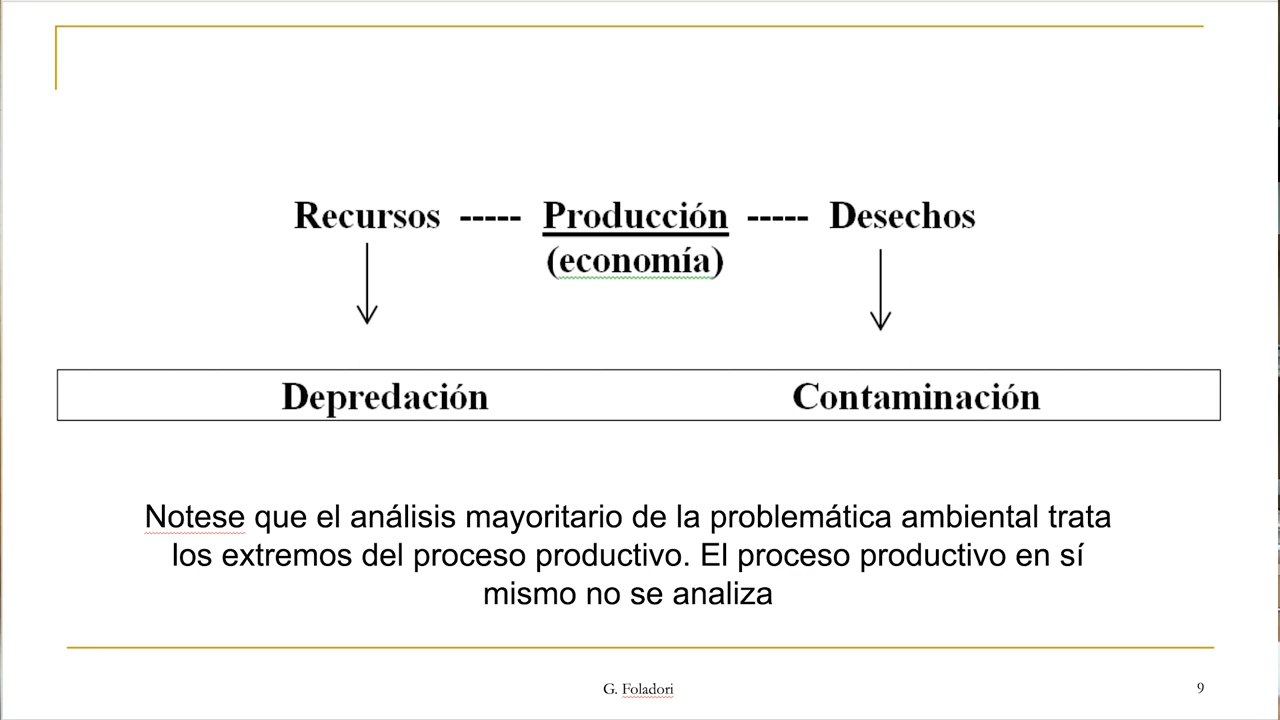 Recursos ----- Producción ----- Desechos
(economía)
Depredación Contaminación
Notese que el análisis mayoritario de la problemática ambiental trata
los extremos del proceso productivo. El proceso productivo en sí
mismo no se analiza
G. Foladori 9